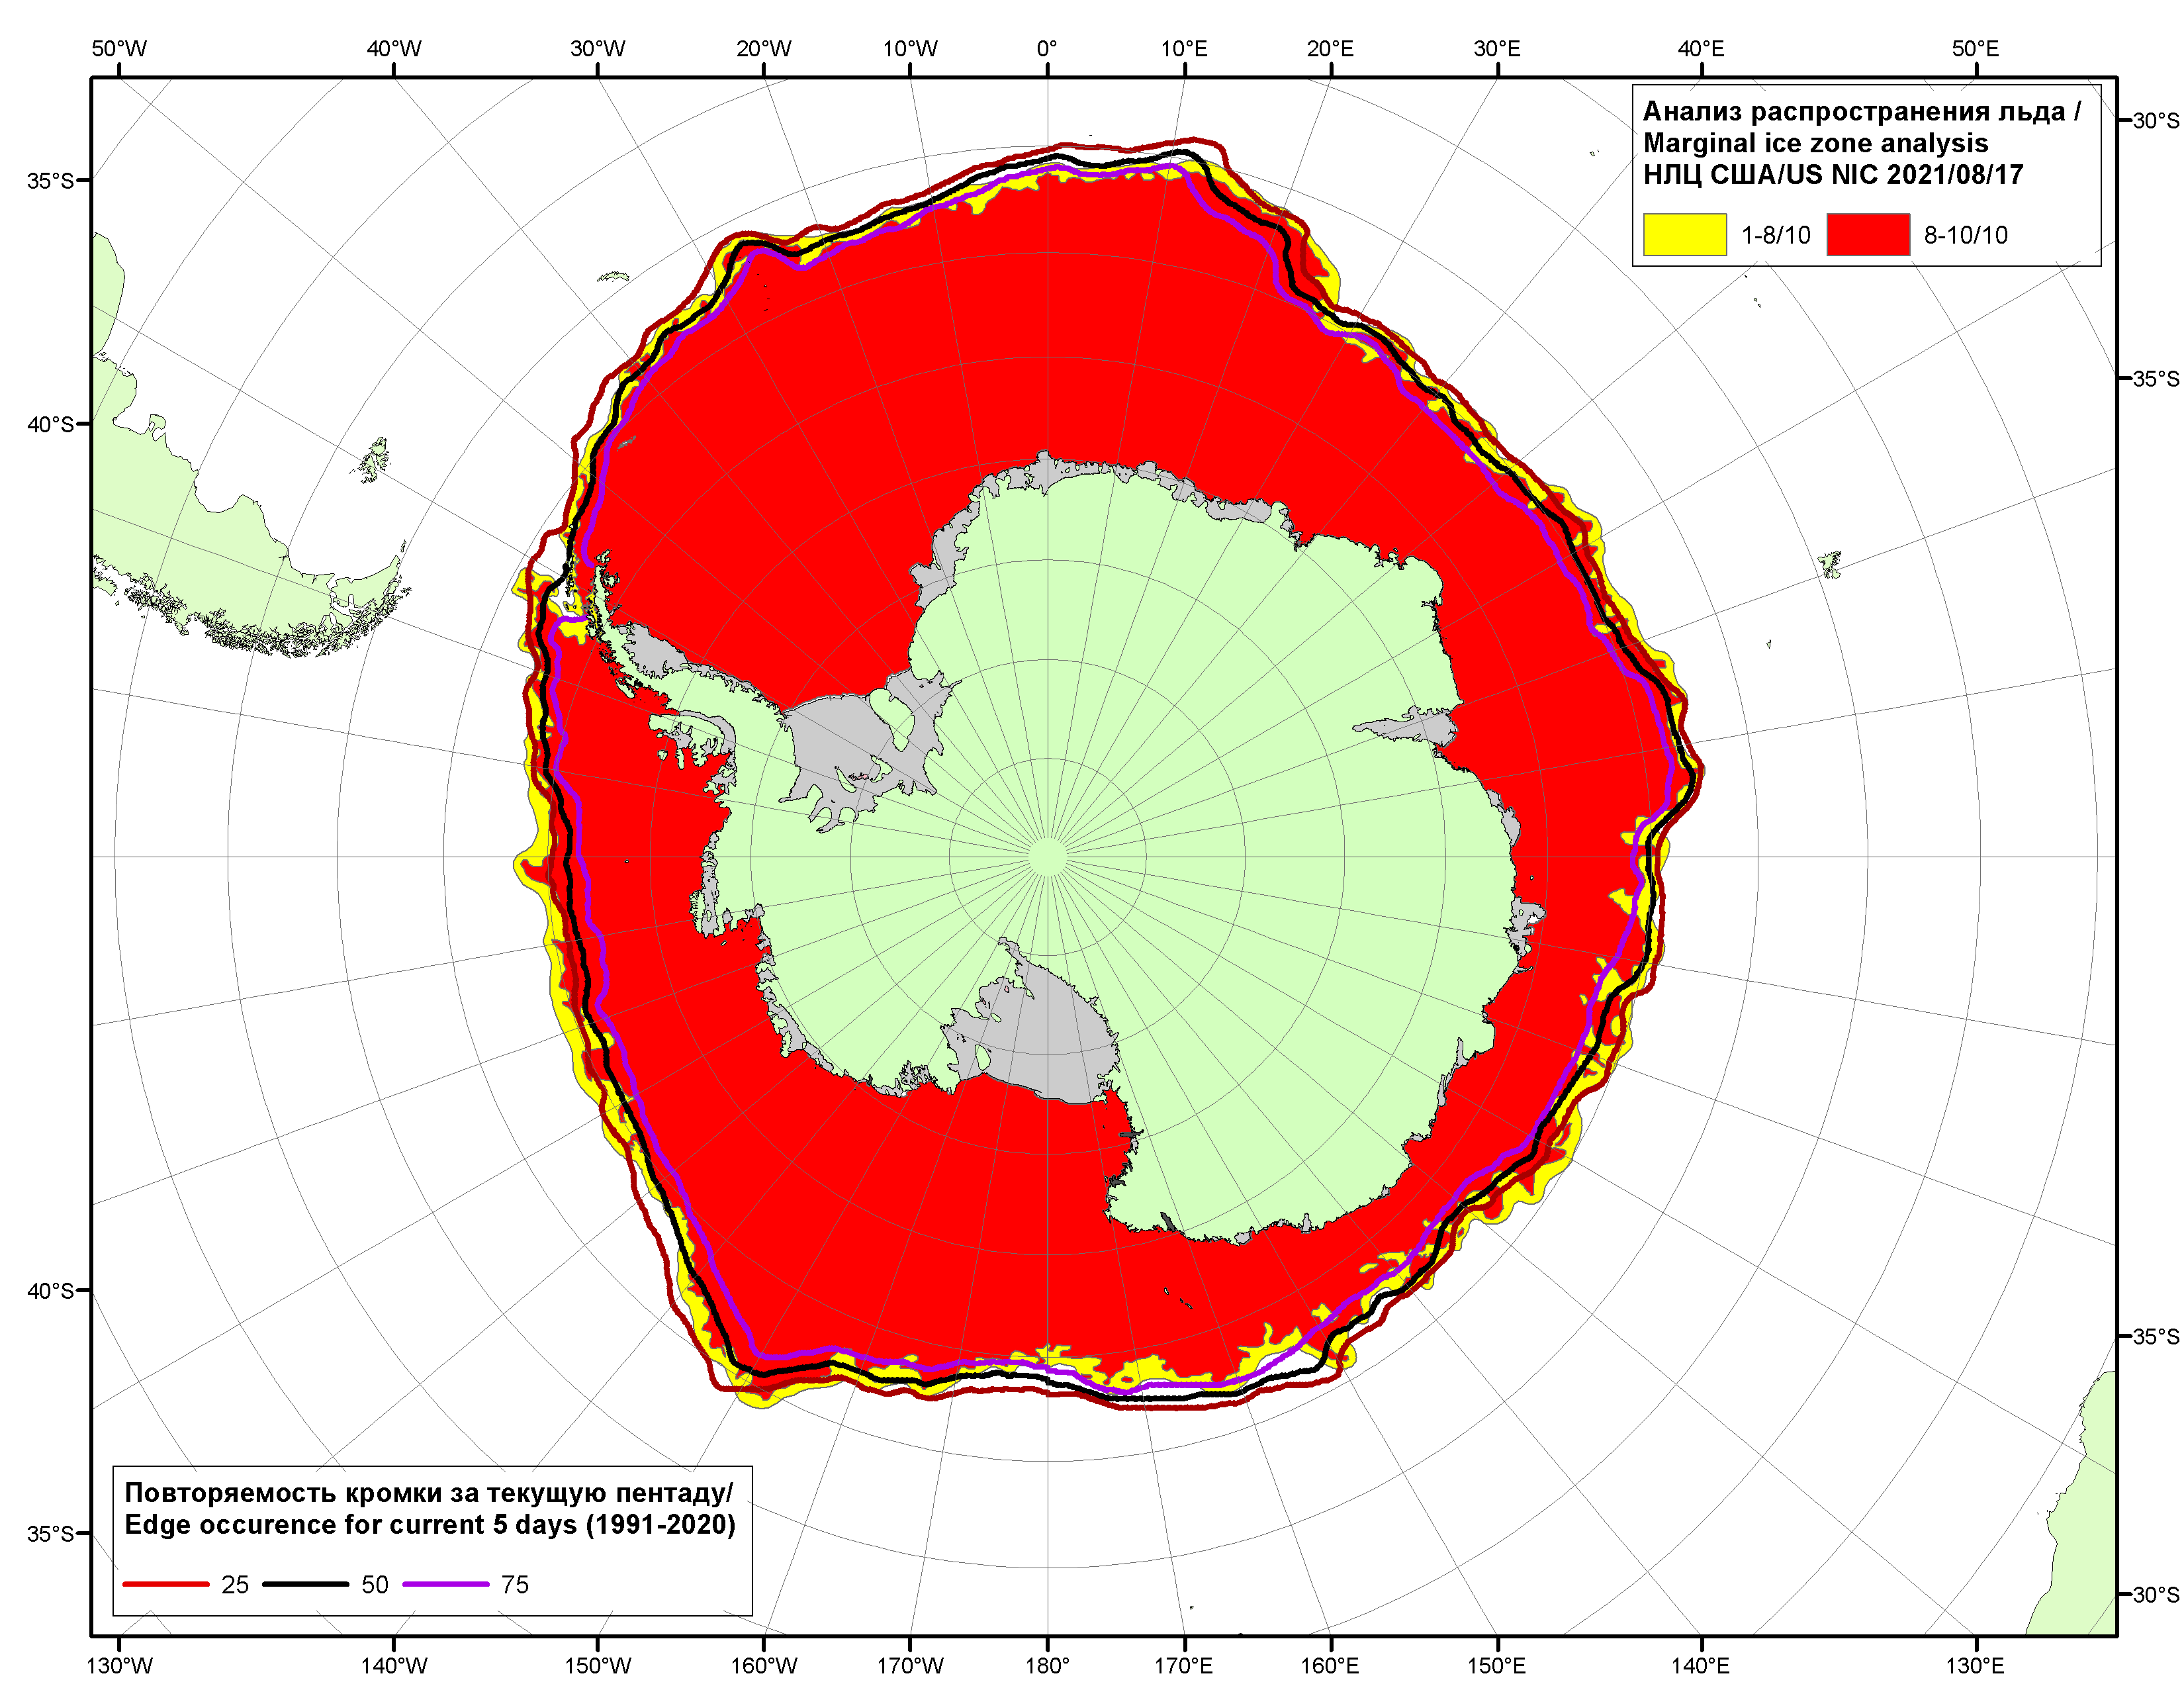 50°W 40°W 30°W 20°W 10°W 0° 10°E 20°E 30°E 40°E 50°E
Анализ распространения льда /
Marginal ice zone analysis
НЛЦ США/US NIC 2021/08/17
1-8/10 8-10/10
30°S
35°S
35°S
40°S
40°S
35°S
35°S
30°S
Повторяемость кромки за текущую пентаду/
Edge occurence for current 5 days (1991-2020)
25 50 75
130°W 140°W 150°W 160°W 170°W 180° 170°E 160°E 150°E 140°E 130°E